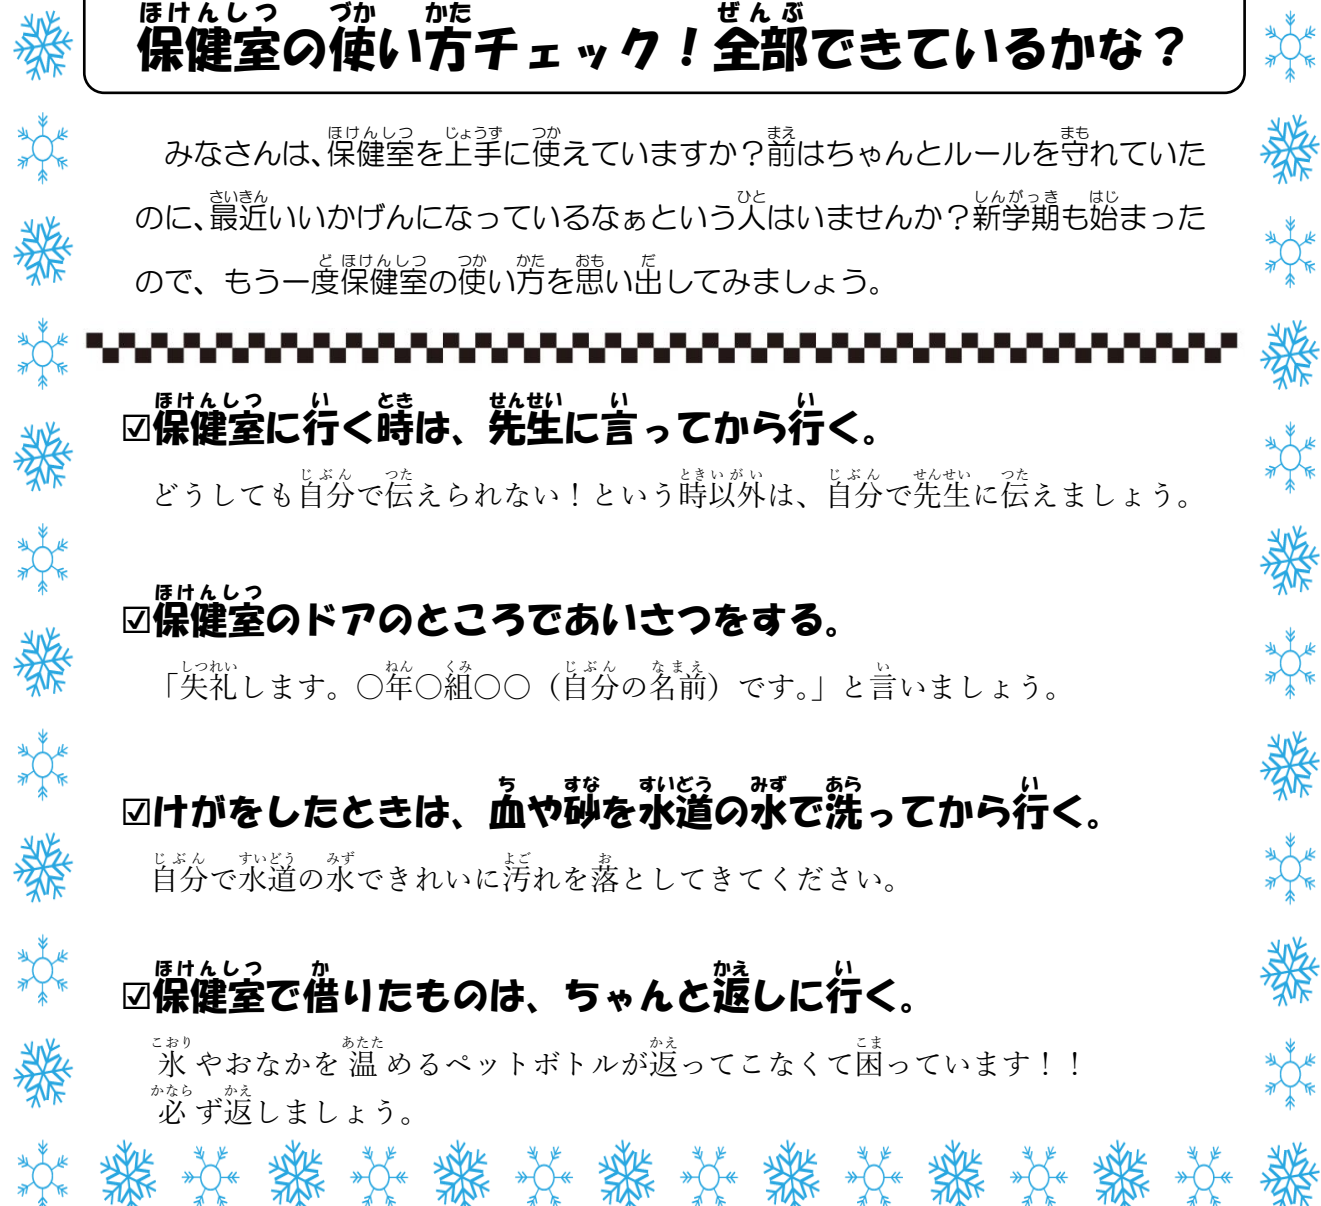 保健室の使い方チェック！全部できているかな？
みなさんは、保健室を上手に使えていますか？前はちゃんとルールを守れていた
のに、最近いいかげんになっているなぁという人はいませんか？新学期も始まった
ので、もう一度保健室の使い方を思い出してみましょう。
☑保健室に行く時は、先生に言ってから行く。
どうしても自分で伝えられない！という時以外は、自分で先生に伝えましょう。
☑保健室のドアのところであいさつをする。
「失礼します。〇年〇組〇〇（自分の名前）です。」と言いましょう。
☑けがをしたときは、血や砂を水道の水で洗ってから行く。
自分で水道の水できれいに汚れを落としてきてください。
☑保健室で借りたものは、ちゃんと返しに行く。
氷やおなかを温めるペットボトルが返ってこなくて困っています！！
必ず返しましょう。